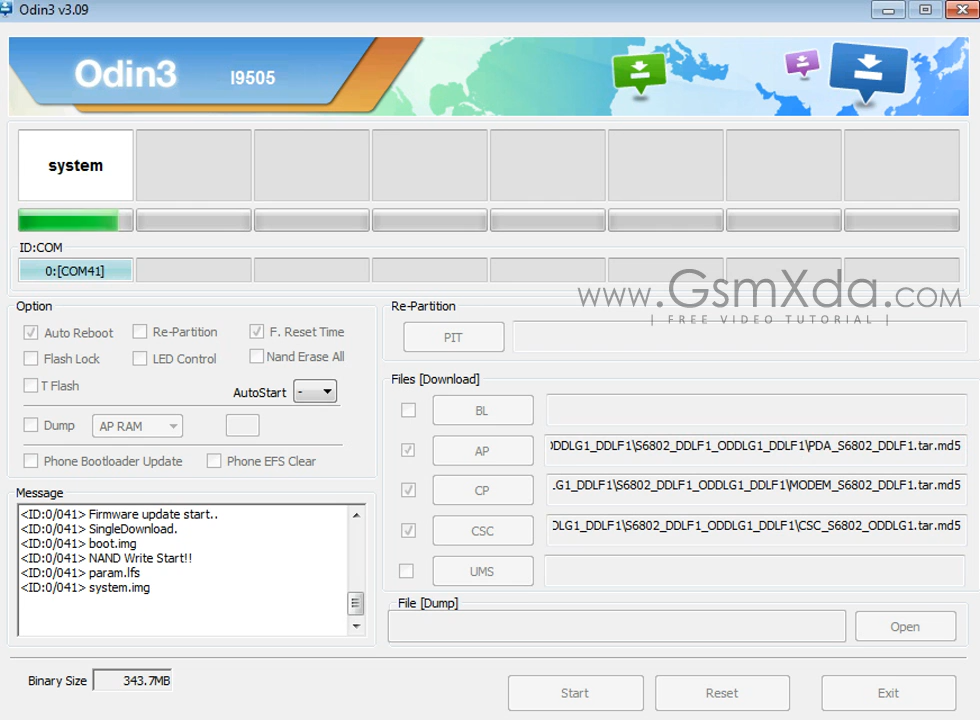 Odin3 v3.09
Odin3 I9505
system
ID:COM
0:[COM41]
www.GsmXda.com
| FREE VIDEO TUTORIAL |
Option
Auto Reboot Re-Partition F. Reset Time
Flash Lock LED Control Nand Erase All
T Flash
AutoStart -
Dump AP RAM
Phone Bootloader Update Phone EFS Clear
Message
<ID:0/041> Firmware update start..
<ID:0/041> SingleDownload.
<ID:0/041> boot.img
<ID:0/041> NAND Write Start!!
<ID:0/041> param.lfs
<ID:0/041> system.img
Re-Partition
PIT
Files [Download]
BL
AP ODDLG1_DDLF1\S6802_DDLF1_ODDLG1_DDLF1\PDA_S6802_DDLF1.tar.md5
CP .G1_DDLF1\S6802_DDLF1_ODDLG1_DDLF1\MODEM_S6802_DDLF1.tar.md5
CSC DLG1_DDLF1\S6802_DDLF1_ODDLG1_DDLF1\CSC_S6802_ODDLG1.tar.md5
UMS
File [Dump]
Open
Binary Size 343.7MB
Start Reset Exit